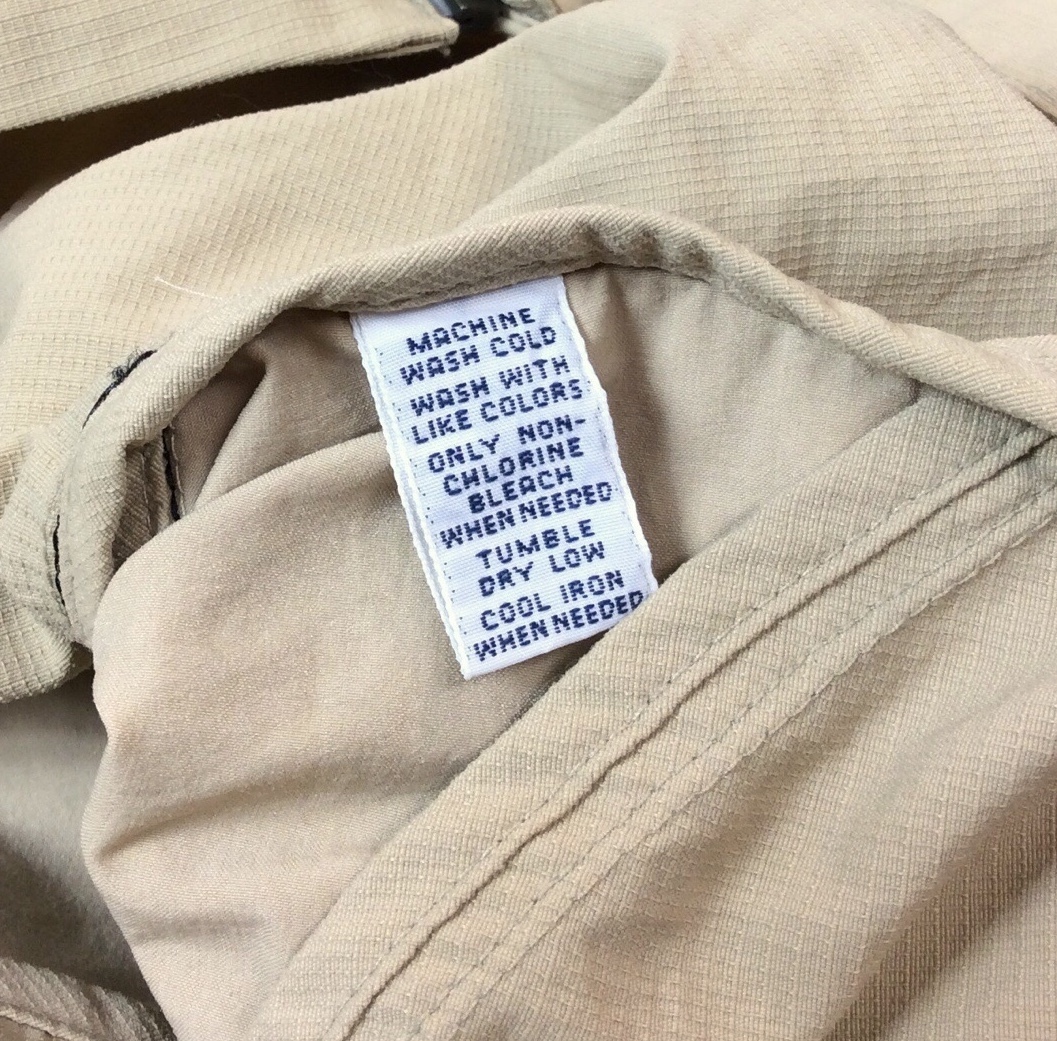 MACHINE
WASH COLD
WASH WITH
LIKE COLORS
ONLY NON-
CHLORINE
BLEACH
WHEN NEEDED
TUMBLE
DRY LOW
COOL IRON
WHEN NEEDED